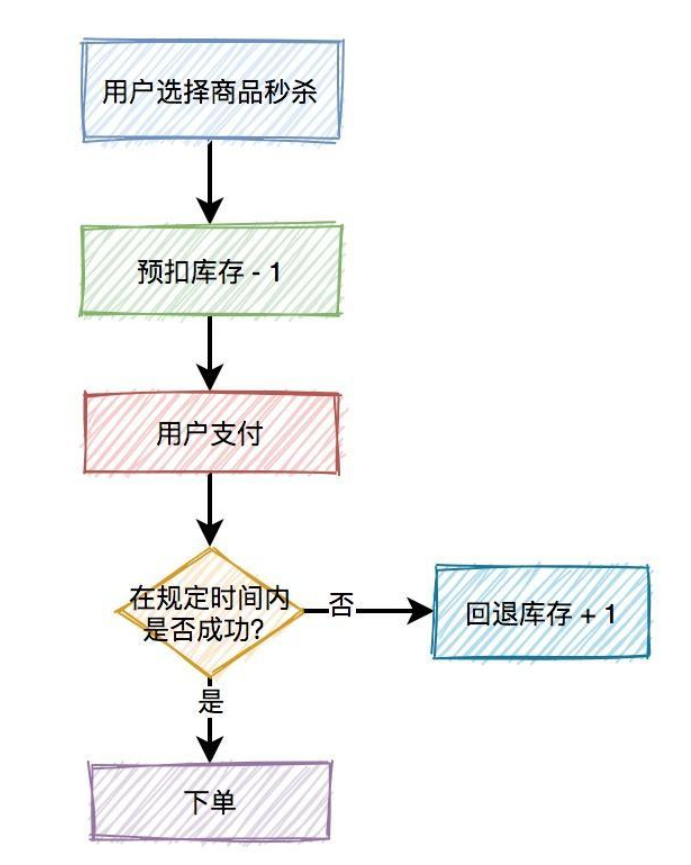 用户选择商品秒杀
预扣库存 - 1
用户支付
在规定时间内
是否成功?
否
回退库存 + 1
是
下单